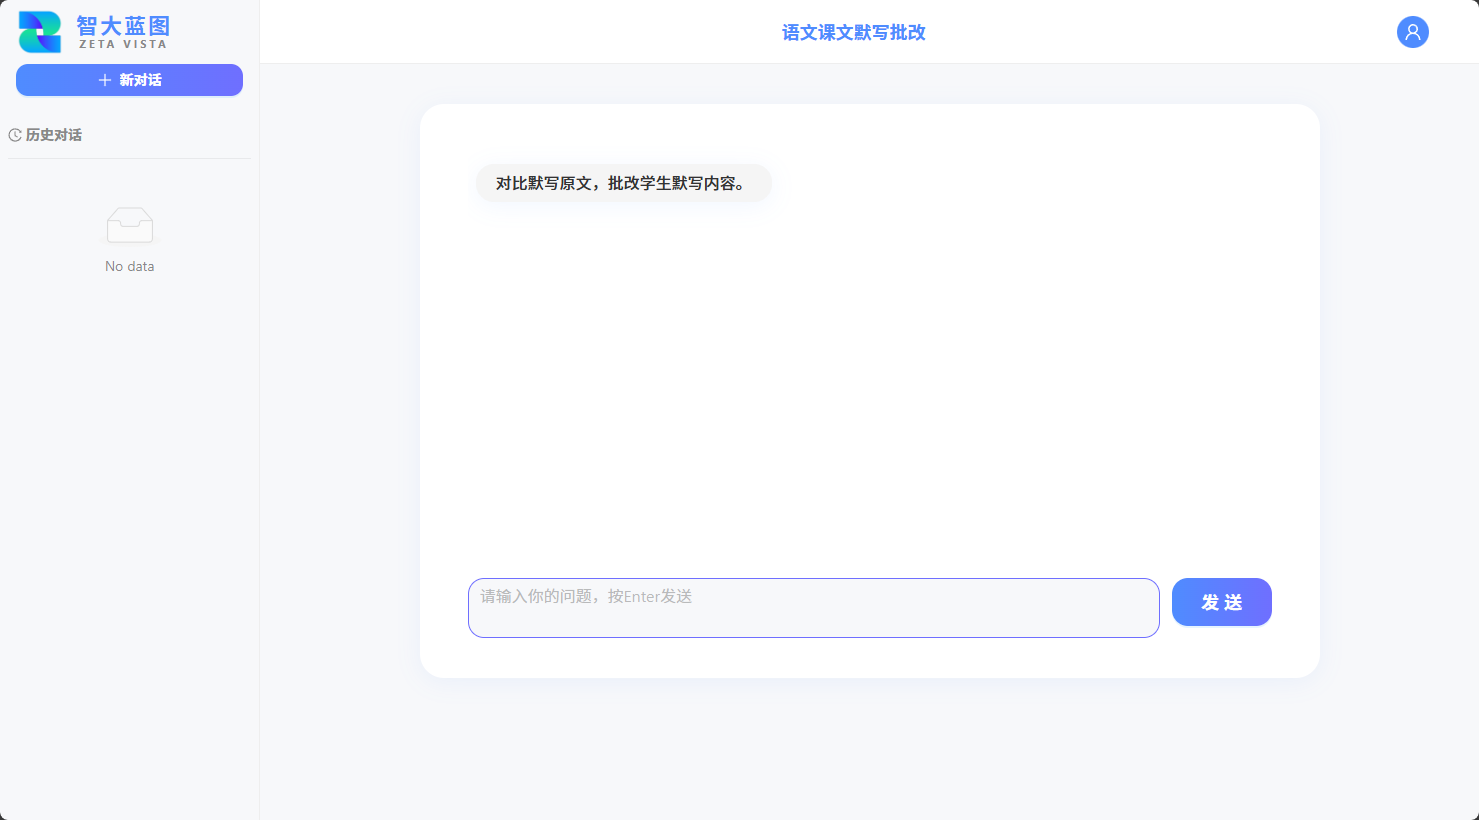 智大蓝图
ZETA VISTA
新对话
历史对话
No data
语文课文默写批改
对比默写原文，批改学生默写内容。
请输入你的问题，按Enter发送
发 送